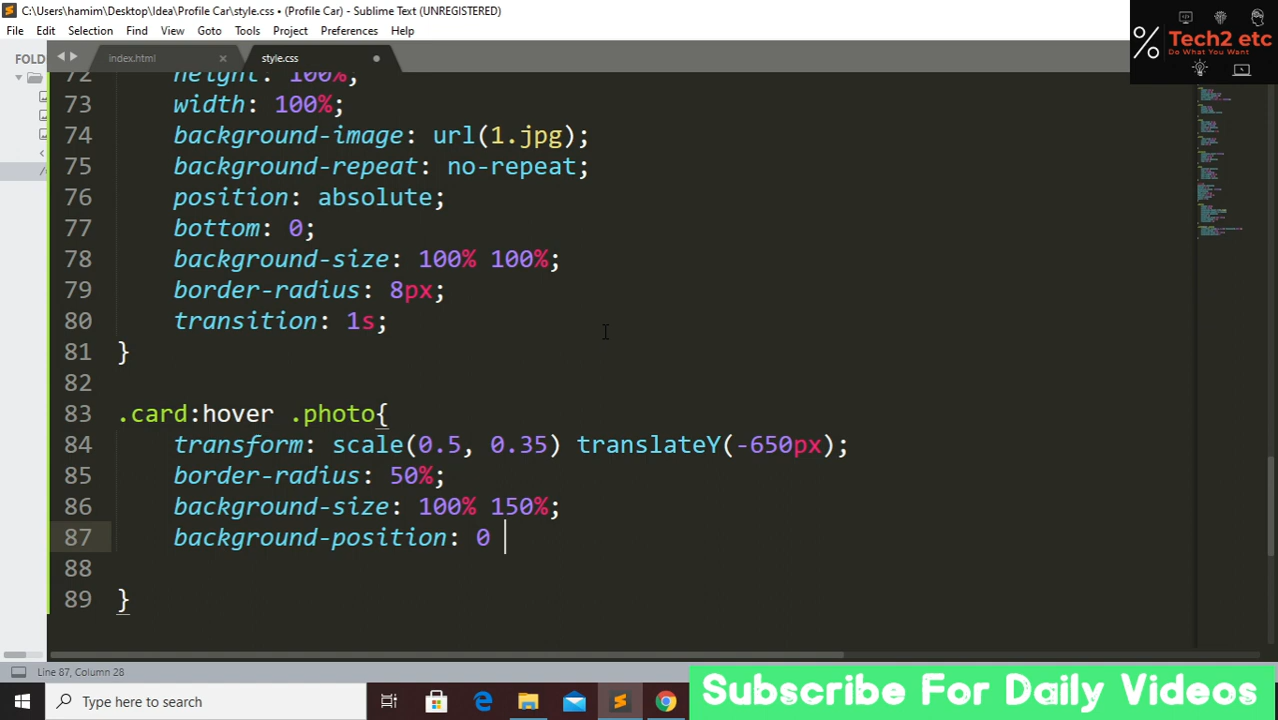 C:\Users\hamim\Desktop\Idea\Profile Car\style.css • (Profile Car) - Sublime Text (UNREGISTERED)
File Edit Selection Find View Goto Tools Project Preferences Help
% Tech2 etc
Do What You Want
FOLD index.html × style.css
72 height: 100%;
73 width: 100%;
74 background-image: url(1.jpg);
75 background-repeat: no-repeat;
76 position: absolute;
77 bottom: 0;
78 background-size: 100% 100%;
79 border-radius: 8px;
80 transition: 1s;
81 }
82
83 .card:hover .photo{
84 transform: scale(0.5, 0.35) translateY(-650px);
85 border-radius: 50%;
86 background-size: 100% 150%;
87 background-position: 0
88
89 }
Line 87, Column 28
Type here to search
Subscribe For Daily Videos